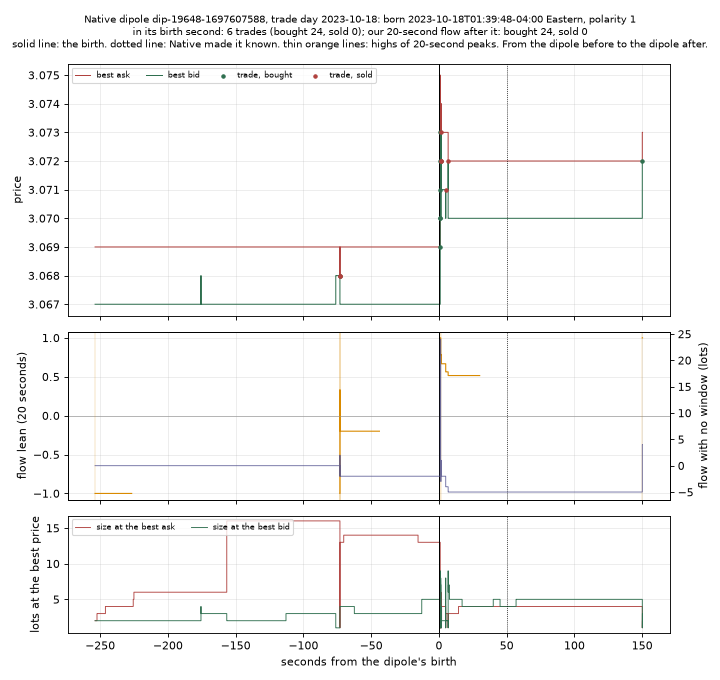 Native dipole dip-19648-1697607588, trade day 2023-10-18: born 2023-10-18T01:39:48-04:00 Eastern, polarity 1
in its birth second: 6 trades (bought 24, sold 0); our 20-second flow after it: bought 24, sold 0
solid line: the birth. dotted line: Native made it known. thin orange lines: highs of 20-second peaks. From the dipole before to the dipole after.
best ask
best bid
trade, bought
trade, sold
3.075
3.074
3.073
3.072
3.071
3.070
3.069
3.068
3.067
price
1.0
0.5
0.0
−0.5
−1.0
flow lean (20 seconds)
25
20
15
10
5
0
−5
flow with no window (lots)
size at the best ask
size at the best bid
15
10
5
lots at the best price
−250
−200
−150
−100
−50
0
50
100
150
seconds from the dipole's birth